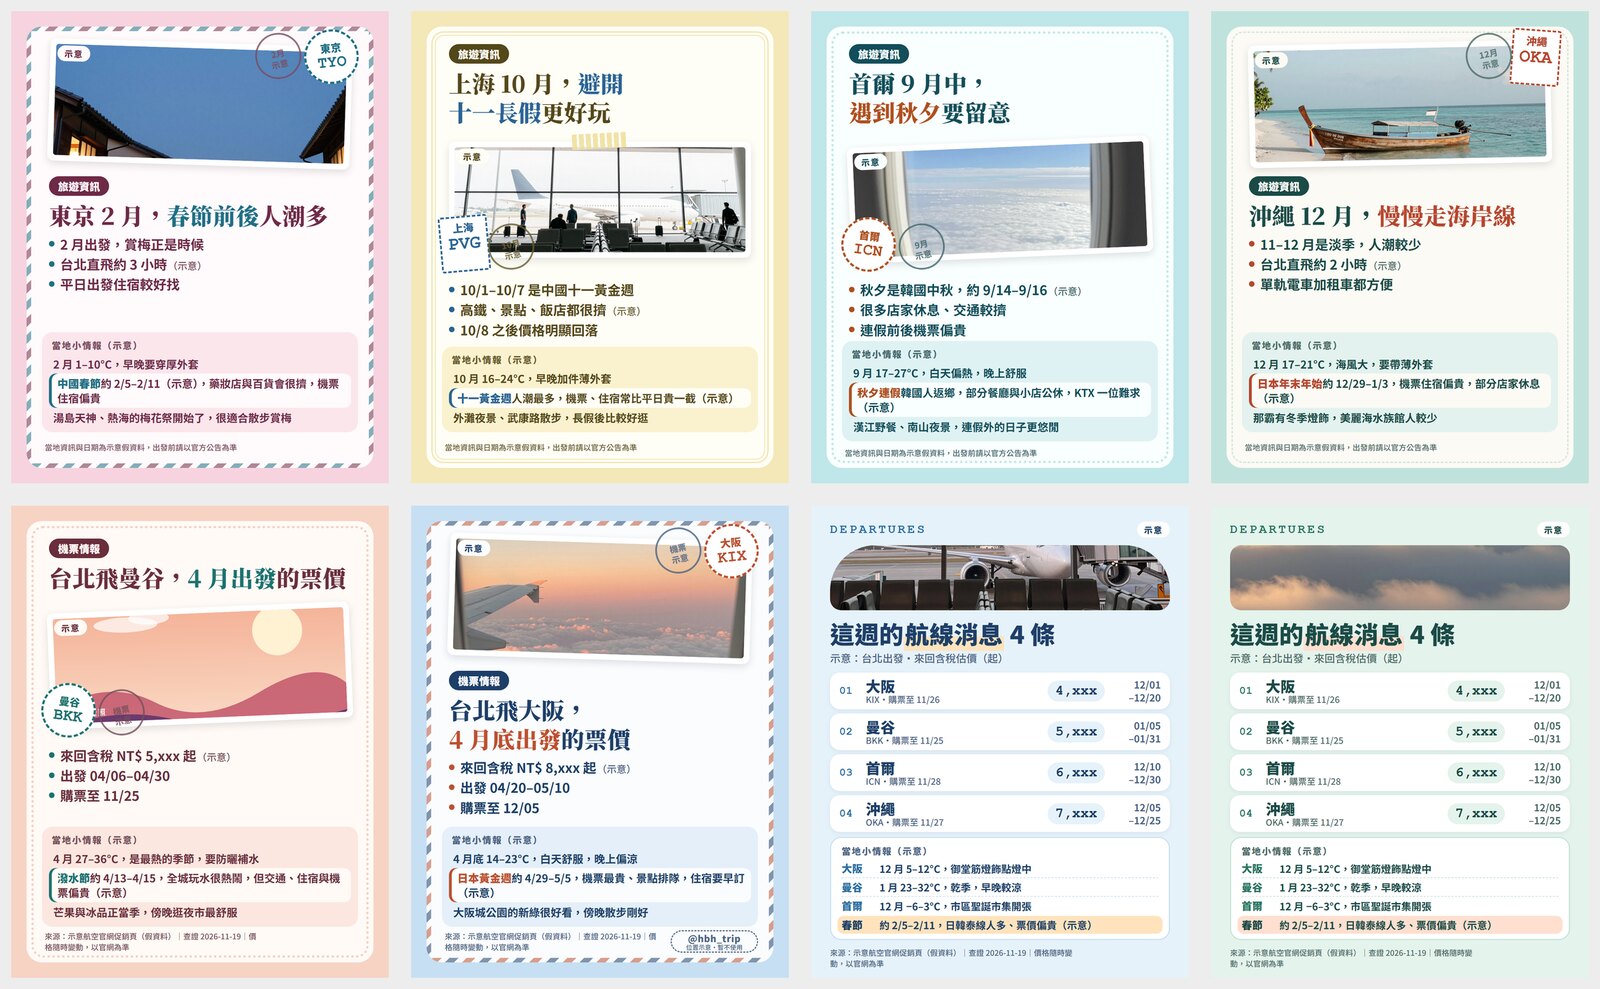 示意
2月
示意
東京
TYO
旅遊資訊
東京 2 月，春節前後人潮多
2 月出發，賞梅正是時候
台北直飛約 3 小時（示意）
平日出發住宿較好找
當地小情報（示意）
2 月 1–10°C，早晚要穿厚外套
中國春節約 2/5–2/11（示意），藥妝店與百貨會很擠，機票
住宿偏貴
湯島天神、熱海的梅花祭開始了，很適合散步賞梅
當地資訊與日期為示意假資料，出發前請以官方公告為準
旅遊資訊
上海 10 月，避開
十一長假更好玩
示意
上海
PVG
10月
示意
10/1–10/7 是中國十一黃金週
高鐵、景點、飯店都很擠（示意）
10/8 之後價格明顯回落
當地小情報（示意）
10 月 16–24°C，早晚加件薄外套
十一黃金週人潮最多，機票、住宿常比平日貴一截（示意）
外灘夜景、武康路散步，長假後比較好逛
當地資訊與日期為示意假資料，出發前請以官方公告為準
旅遊資訊
首爾 9 月中，
遇到秋夕要留意
示意
首爾
ICN
9月
示意
秋夕是韓國中秋，約 9/14–9/16（示意）
很多店家休息、交通較擠
連假前後機票偏貴
當地小情報（示意）
9 月 17–27°C，白天偏熱，晚上舒服
秋夕連假韓國人返鄉，部分餐廳與小店公休，KTX 一位難求
（示意）
漢江野餐、南山夜景，連假外的日子更悠閒
當地資訊與日期為示意假資料，出發前請以官方公告為準
示意
12月
示意
沖繩
OKA
旅遊資訊
沖繩 12 月，慢慢走海岸線
11–12 月是淡季，人潮較少
台北直飛約 2 小時（示意）
單軌電車加租車都方便
當地小情報（示意）
12 月 17–21°C，海風大，要帶薄外套
日本年末年始約 12/29–1/3，機票住宿偏貴，部分店家休息
（示意）
那霸有冬季燈飾，美麗海水族館人較少
當地資訊與日期為示意假資料，出發前請以官方公告為準
機票情報
台北飛曼谷，4 月出發的票價
示意
曼谷
BKK
機票
示意
來回含稅 NT$ 5,xxx 起（示意）
出發 04/06–04/30
購票至 11/25
當地小情報（示意）
4 月 27–36°C，是最熱的季節，要防曬補水
潑水節約 4/13–4/15，全城玩水很熱鬧，但交通、住宿與機
票偏貴（示意）
芒果與冰品正當季，傍晚逛夜市最舒服
來源：示意航空官網促銷頁（假資料）｜查證 2026-11-19｜價
格隨時變動，以官網為準
示意
機票
示意
大阪
KIX
機票情報
台北飛大阪，
4 月底出發的票價
來回含稅 NT$ 8,xxx 起（示意）
出發 04/20–05/10
購票至 12/05
當地小情報（示意）
4 月底 14–23°C，白天舒服，晚上偏涼
日本黃金週約 4/29–5/5，機票最貴、景點排隊，住宿要早訂
（示意）
大阪城公園的新綠很好看，傍晚散步剛好
來源：示意航空官網促銷頁（假資料）｜查證 2026-11-19｜價
格隨時變動，以官網為準
@hbh_trip
位置示意・暫不使用
DEPARTURES
示意
這週的航線消息 4 條
示意：台北出發・來回含稅估價（起）
01 大阪 4,xxx 12/01
KIX・購票至 11/26 –12/20
02 曼谷 5,xxx 01/05
BKK・購票至 11/25 –01/31
03 首爾 6,xxx 12/10
ICN・購票至 11/28 –12/30
04 沖繩 7,xxx 12/05
OKA・購票至 11/27 –12/25
當地小情報（示意）
大阪 12 月 5–12°C，御堂筋燈飾點燈中
曼谷 1 月 23–32°C，乾季，早晚較涼
首爾 12 月 −6–3°C，市區聖誕市集開張
春節 約 2/5–2/11，日韓泰線人多、票價偏貴（示意）
來源：示意航空官網促銷頁（假資料）｜查證 2026-11-19｜價格隨時變
動，以官網為準
DEPARTURES
示意
這週的航線消息 4 條
示意：台北出發・來回含稅估價（起）
01 大阪 4,xxx 12/01
KIX・購票至 11/26 –12/20
02 曼谷 5,xxx 01/05
BKK・購票至 11/25 –01/31
03 首爾 6,xxx 12/10
ICN・購票至 11/28 –12/30
04 沖繩 7,xxx 12/05
OKA・購票至 11/27 –12/25
當地小情報（示意）
大阪 12 月 5–12°C，御堂筋燈飾點燈中
曼谷 1 月 23–32°C，乾季，早晚較涼
首爾 12 月 −6–3°C，市區聖誕市集開張
春節 約 2/5–2/11，日韓泰線人多、票價偏貴（示意）
來源：示意航空官網促銷頁（假資料）｜查證 2026-11-19｜價格隨時變
動，以官網為準